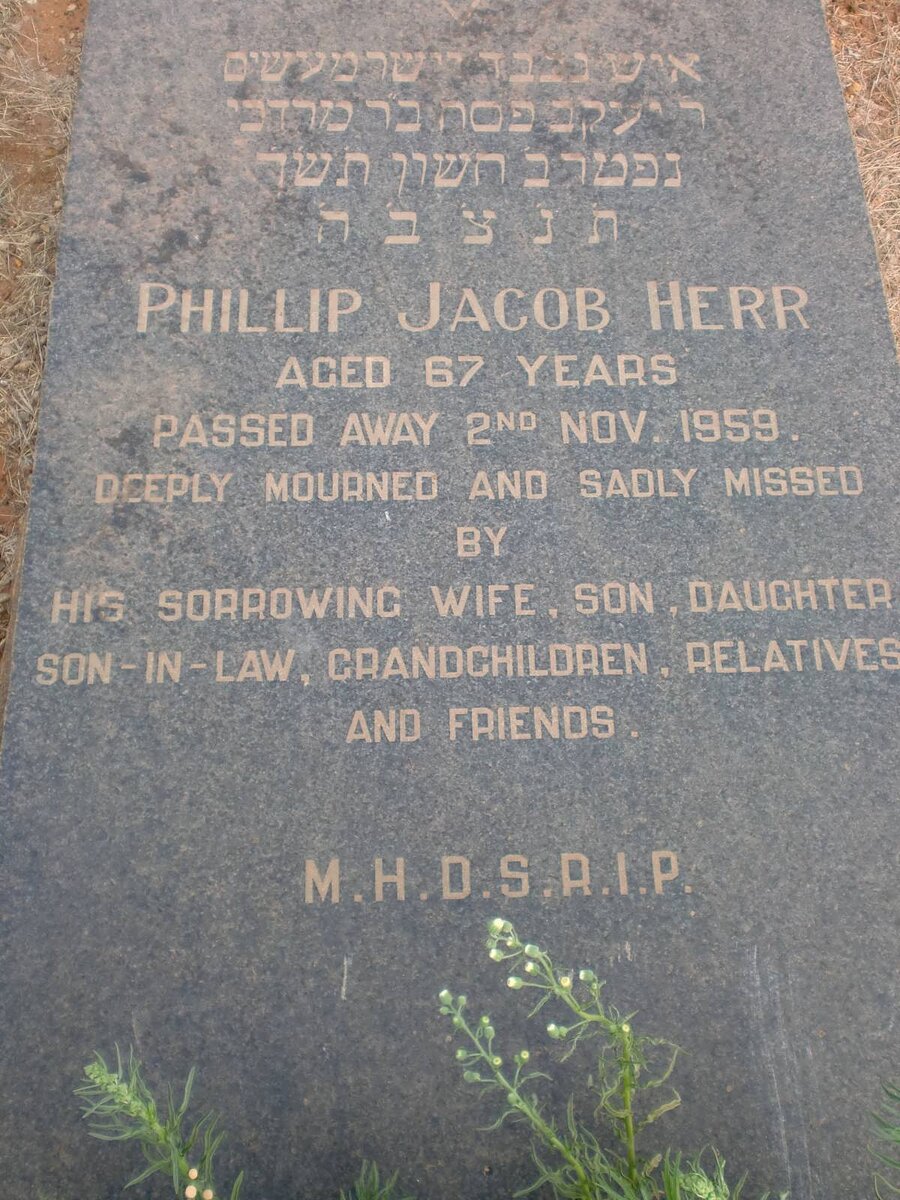 איש נכבד וישר מעשים
ר יעקב פסח בר מרדכי
נפטר ב חשון תשך
ת נ צ ב ה
PHILLIP JACOB HERR
AGED 67 YEARS
PASSED AWAY 2ND NOV. 1959.
DEEPLY MOURNED AND SADLY MISSED
BY
HIS SORROWING WIFE, SON, DAUGHTER
SON-IN-LAW, GRANDCHILDREN, RELATIVES
AND FRIENDS.
M.H.D.S.R.I.P.